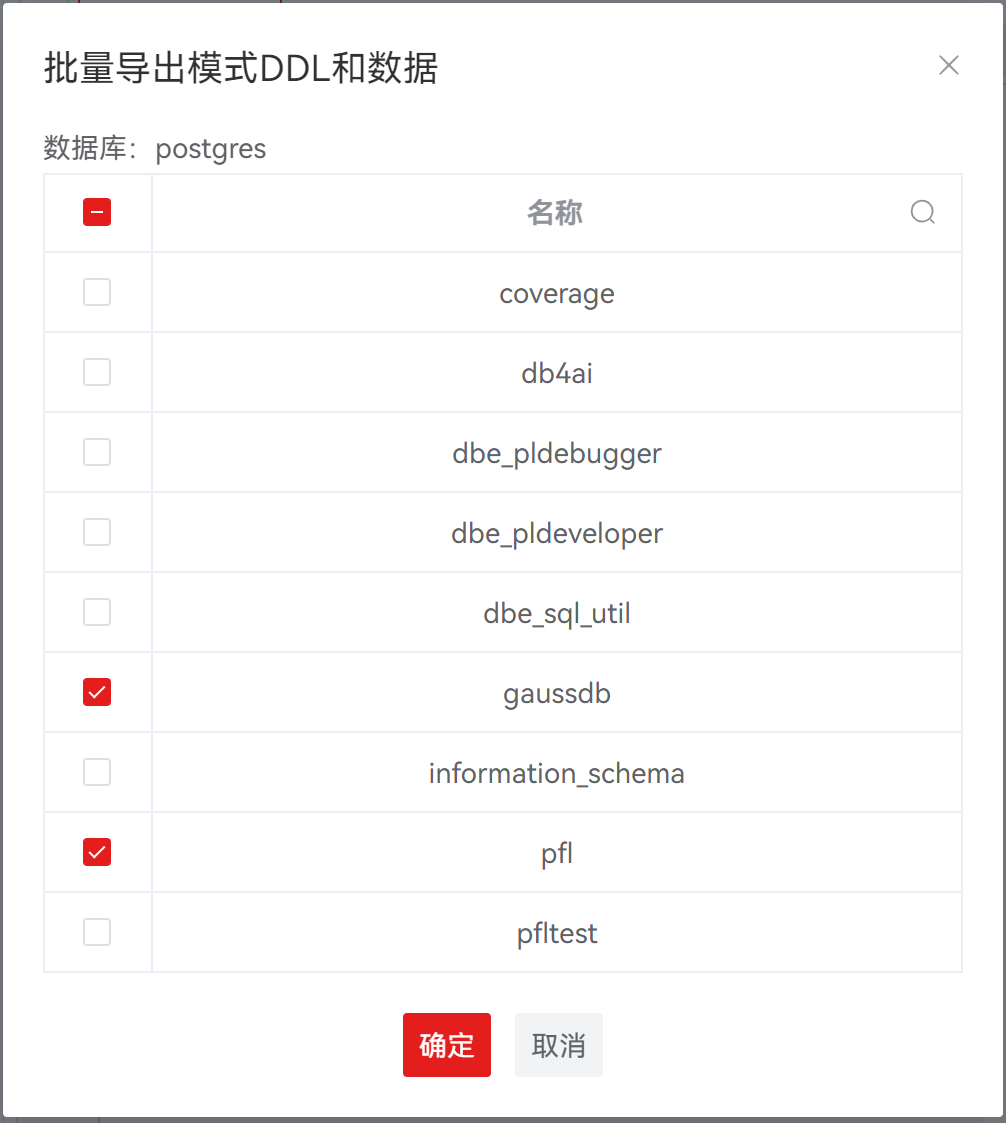 批量导出模式DDL和数据
数据库：postgres
名称
coverage
db4ai
dbe_pldebugger
dbe_pldeveloper
dbe_sql_util
gaussdb
information_schema
pfl
pfltest
确定 取消